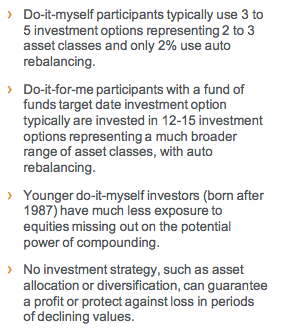 › Do-it-myself participants typically use 3 to
5 investment options representing 2 to 3
asset classes and only 2% use auto
rebalancing.
› Do-it-for-me participants with a fund of
funds target date investment option
typically are invested in 12-15 investment
options representing a much broader
range of asset classes, with auto
rebalancing.
› Younger do-it-myself investors (born after
1987) have much less exposure to
equities missing out on the potential
power of compounding.
› No investment strategy, such as asset
allocation or diversification, can guarantee
a profit or protect against loss in periods
of declining values.